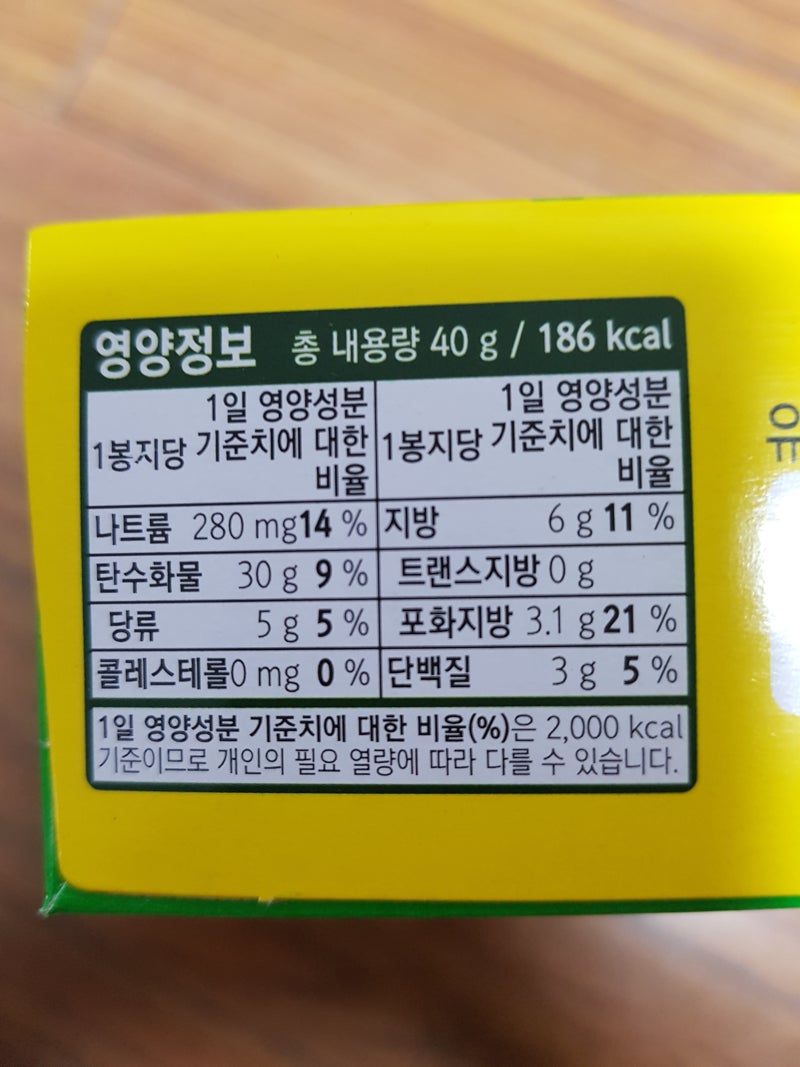 영양정보 총 내용량 40 g / 186 kcal
1봉지당 1일 영양성분 기준치에 대한 비율
1봉지당 1일 영양성분 기준치에 대한 비율
나트륨 280 mg 14 % 지방 6 g 11 %
탄수화물 30 g 9 % 트랜스지방 0 g
당류 5 g 5 % 포화지방 3.1 g 21 %
콜레스테롤 0 mg 0 % 단백질 3 g 5 %
1일 영양성분 기준치에 대한 비율(%)은 2,000 kcal
기준이므로 개인의 필요 열량에 따라 다를 수 있습니다.